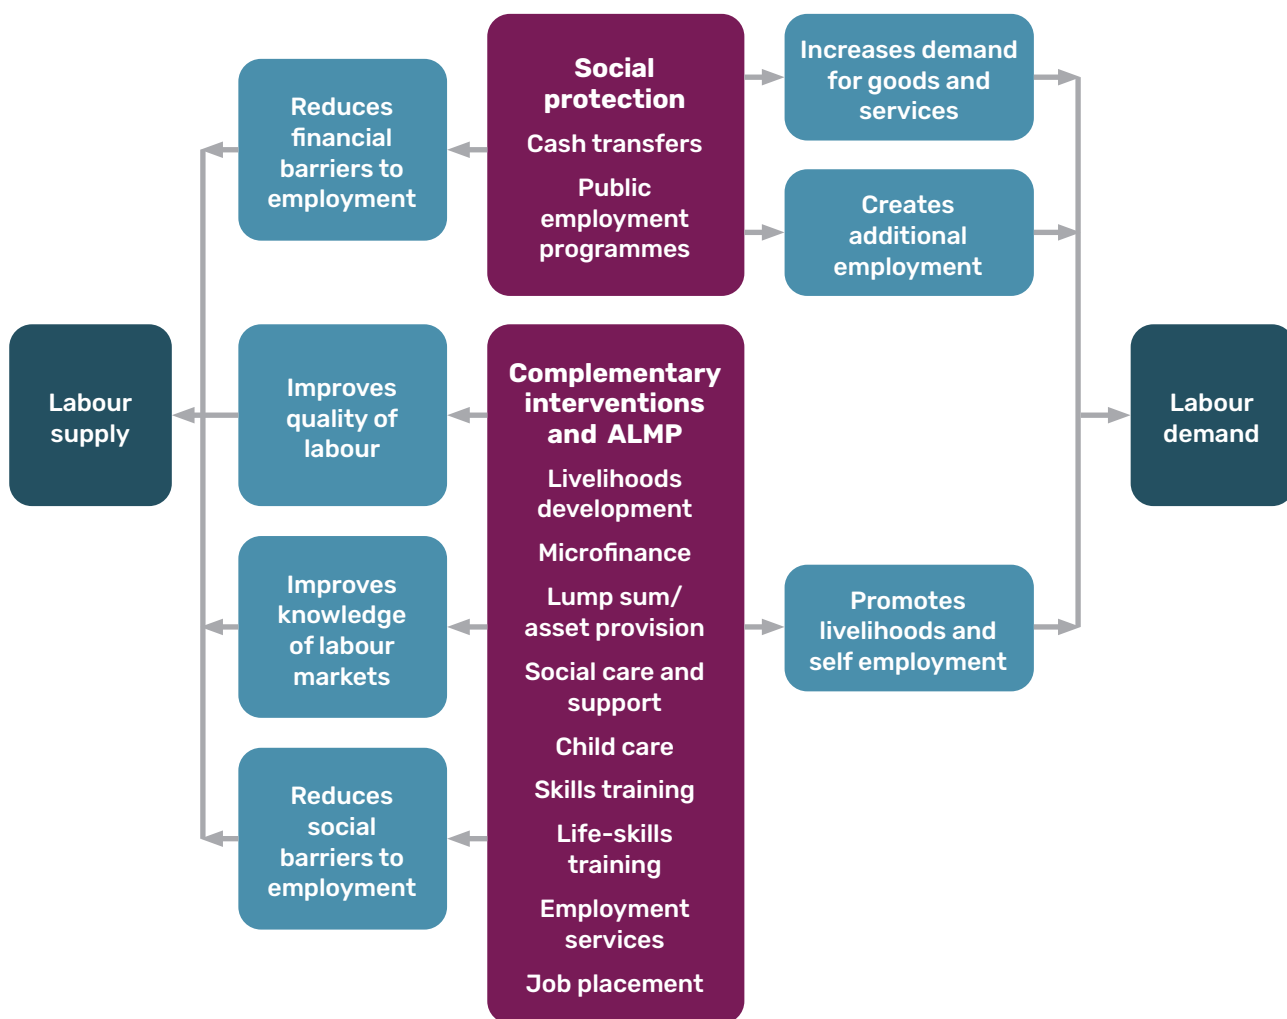 Labour
supply
Reduces
financial
barriers to
employment
Improves
quality of
labour
Improves
knowledge
of labour
markets
Reduces
social
barriers to
employment
Social
protection
Cash transfers
Public
employment
programmes
Complementary
interventions
and ALMP
Livelihoods
development
Microfinance
Lump sum/
asset provision
Social care and
support
Child care
Skills training
Life-skills
training
Employment
services
Job placement
Increases demand
for goods and
services
Creates
additional
employment
Promotes
livelihoods and
self employment
Labour
demand